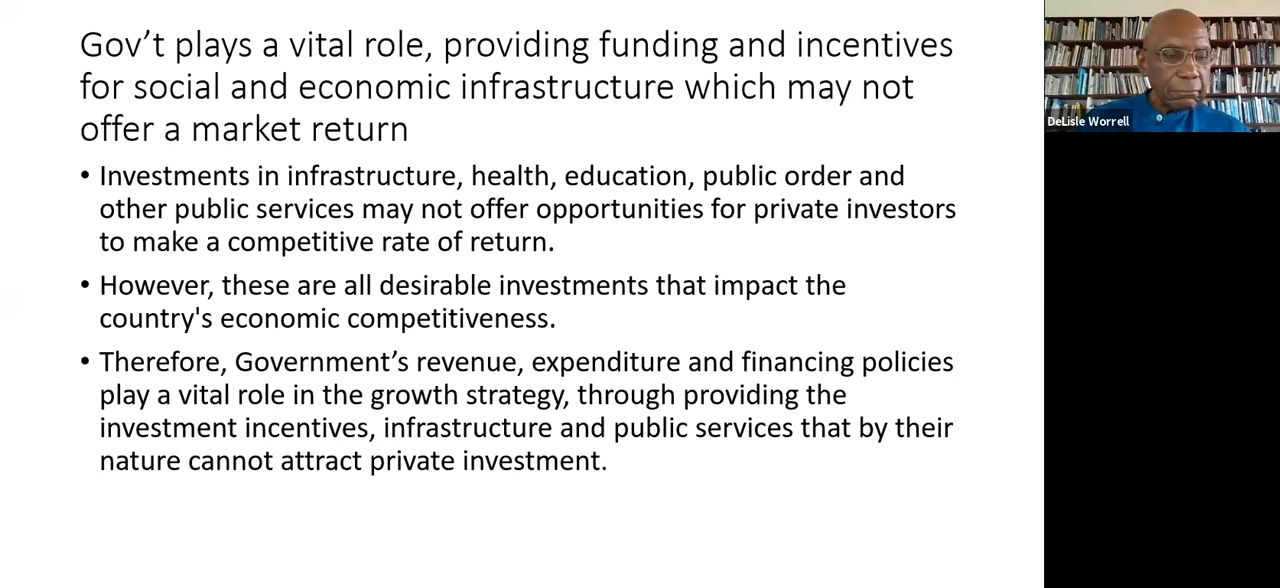 Gov’t plays a vital role, providing funding and incentives
for social and economic infrastructure which may not
offer a market return
• Investments in infrastructure, health, education, public order and
other public services may not offer opportunities for private investors
to make a competitive rate of return.
• However, these are all desirable investments that impact the
country's economic competitiveness.
• Therefore, Government’s revenue, expenditure and financing policies
play a vital role in the growth strategy, through providing the
investment incentives, infrastructure and public services that by their
nature cannot attract private investment.
DeLisle Worrell